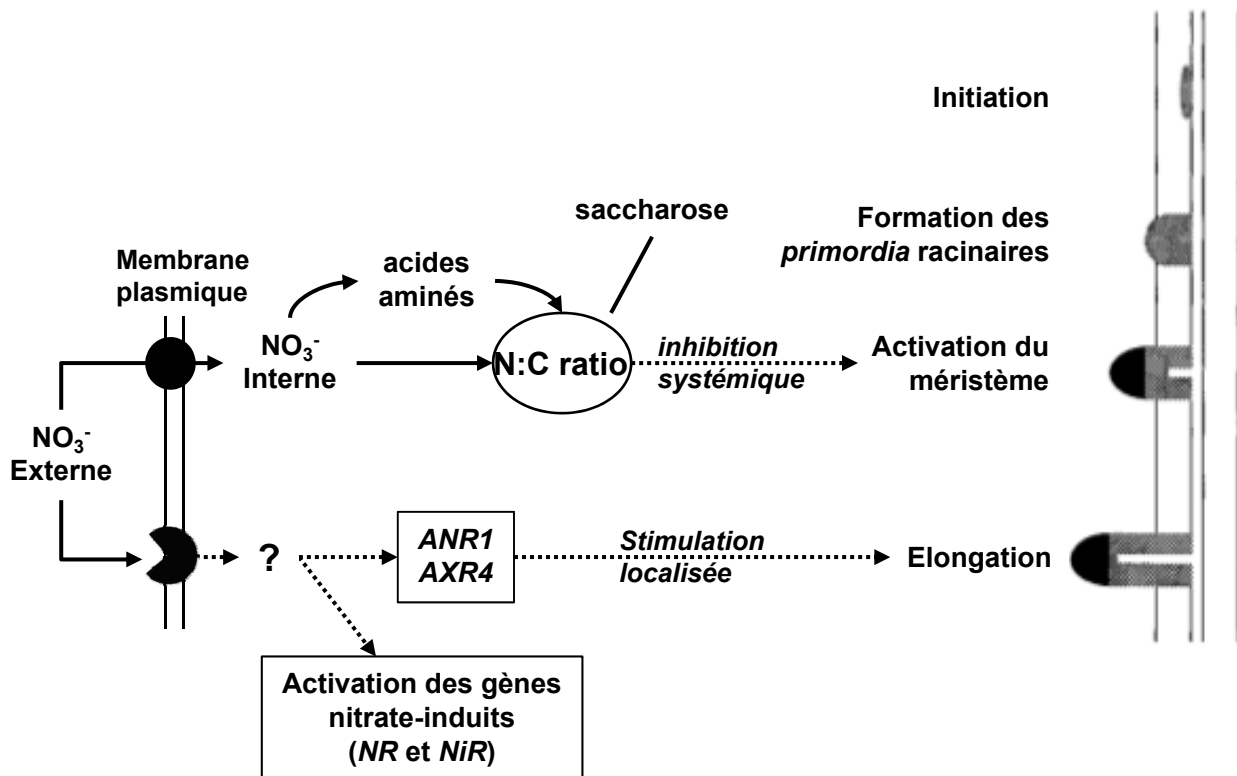 Initiation
saccharose
Formation des
primordia racinaires
Membrane
plasmique
acides
aminés
NO₃⁻
Interne
N:C ratio
inhibition
systémique
Activation du
méristème
NO₃⁻
Externe
?
ANR1
AXR4
Stimulation
localisée
Elongation
Activation des gènes
nitrate-induits
(NR et NiR)